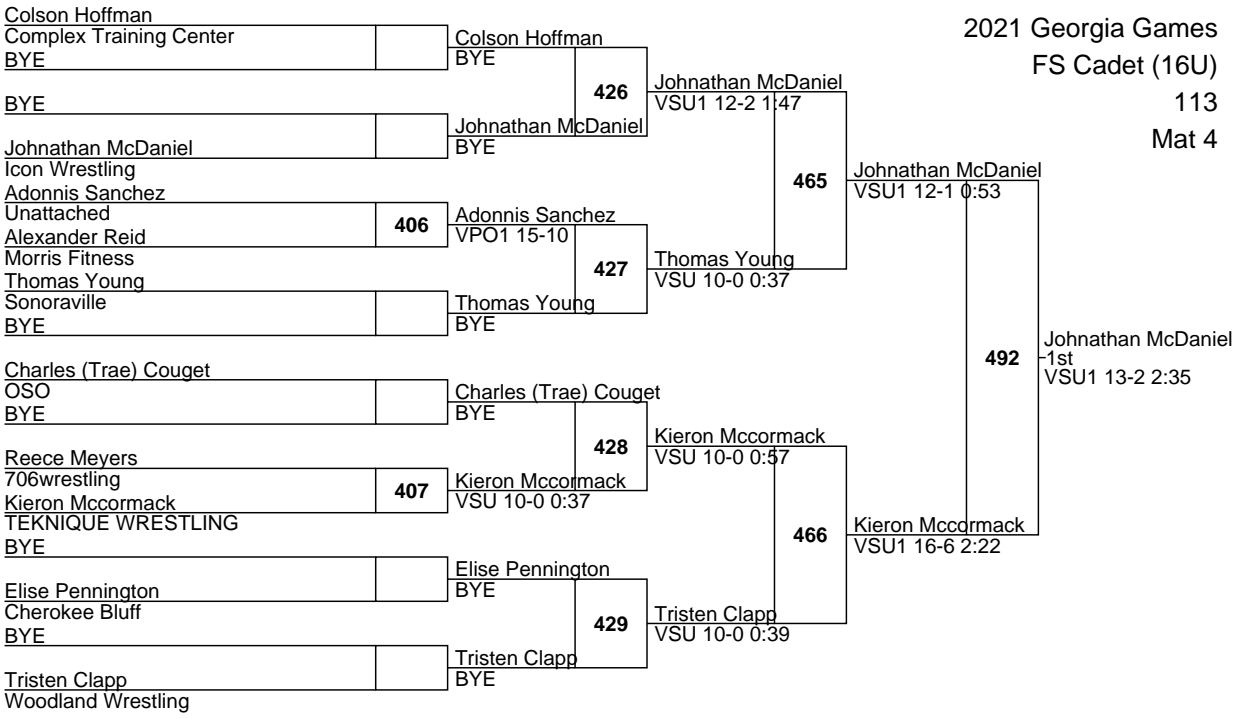 2021 Georgia Games
FS Cadet (16U)
113
Mat 4
Colson Hoffman
Complex Training Center
BYE
BYE
Johnathan McDaniel
Icon Wrestling
Adonnis Sanchez
Unattached
Alexander Reid
Morris Fitness
Thomas Young
Sonoraville
BYE
Charles (Trae) Couget
OSO
BYE
Reece Meyers
706wrestling
Kieron Mccormack
TEKNIQUE WRESTLING
BYE
Elise Pennington
Cherokee Bluff
BYE
Tristen Clapp
Woodland Wrestling
406
407
Colson Hoffman
BYE
Johnathan McDaniel
BYE
Adonnis Sanchez
VPO1 15-10
Thomas Young
BYE
Charles (Trae) Couget
BYE
Kieron Mccormack
VSU 10-0 0:37
Elise Pennington
BYE
Tristen Clapp
BYE
426
427
428
429
Johnathan McDaniel
VSU1 12-2 1:47
Thomas Young
VSU 10-0 0:37
Kieron Mccormack
VSU 10-0 0:57
Tristen Clapp
VSU 10-0 0:39
465
466
Johnathan McDaniel
VSU1 12-1 0:53
Kieron Mccormack
VSU1 16-6 2:22
492
Johnathan McDaniel
1st
VSU1 13-2 2:35